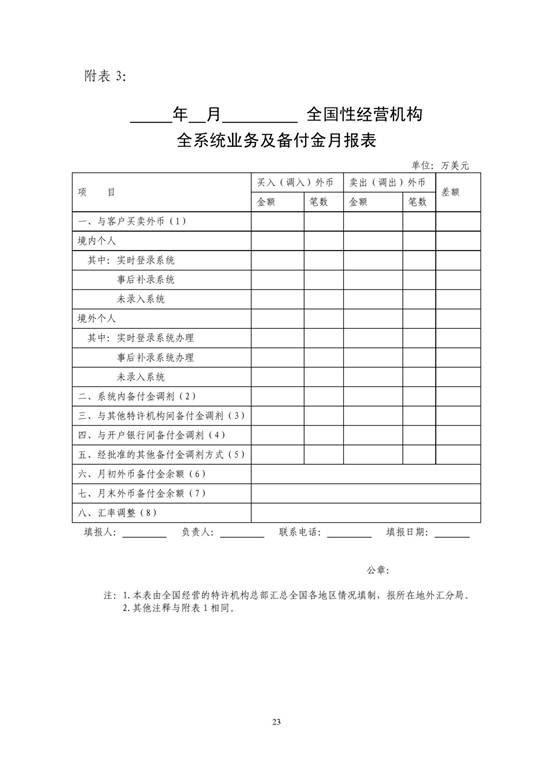 附表 3:
_____年__月_________ 全国性经营机构
全系统业务及备付金月报表
单位：万美元
项　　目 买入（调入）外币 卖出（调出）外币 差额
金额 笔数 金额 笔数
一、与客户买卖外币（1）
境内个人
其中：实时登录系统
事后补录系统
未录入系统
境外个人
其中：实时登录系统办理
事后补录系统办理
未录入系统
二、系统内备付金调剂（2）
三、与其他特许机构间备付金调剂（3）
四、与开户银行间备付金调剂（4）
五、经批准的其他备付金调剂方式（5）
六、月初外币备付金余额（6）
七、月末外币备付金余额（7）
八、汇率调整（8）
填报人：________ 负责人：________ 联系电话：________ 填报日期：______
公章：
注：1.本表由全国经营的特许机构总部汇总全国各地区情况填制，报所在地外汇分局。
2.其他注释与附表1相同。
23